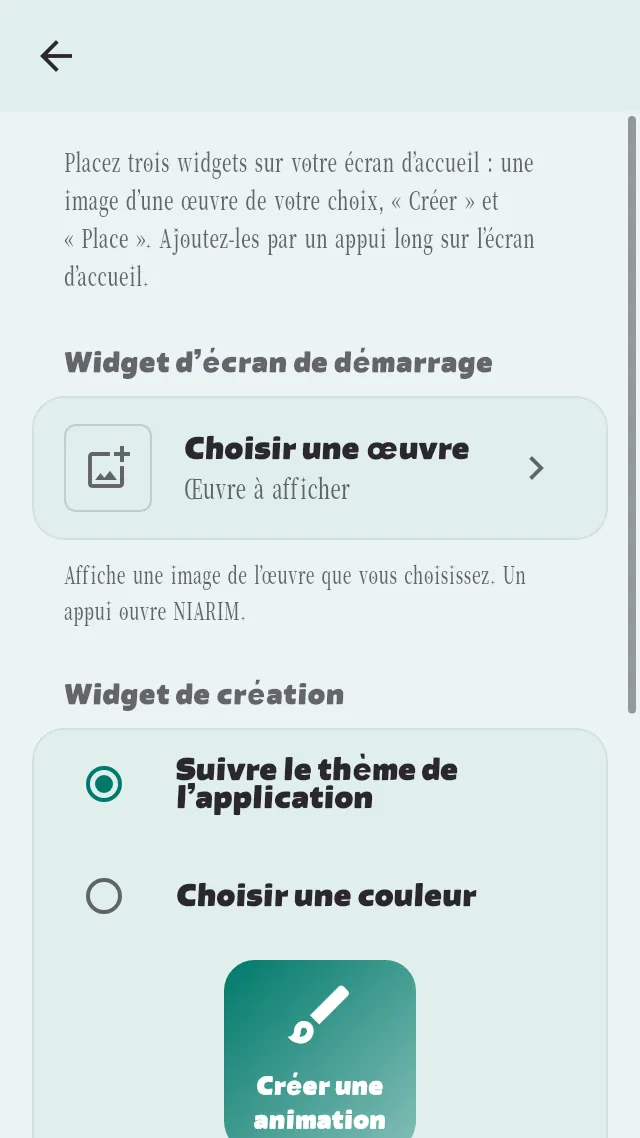 Placez trois widgets sur votre écran d'accueil : une
image d'une œuvre de votre choix, « Créer » et
« Place ». Ajoutez-les par un appui long sur l'écran
d'accueil.
Widget d'écran de démarrage
Choisir une œuvre
Œuvre à afficher
Affiche une image de l'œuvre que vous choisissez. Un
appui ouvre NIARIM.
Widget de création
Suivre le thème de
l'application
Choisir une couleur
Créer une
animation